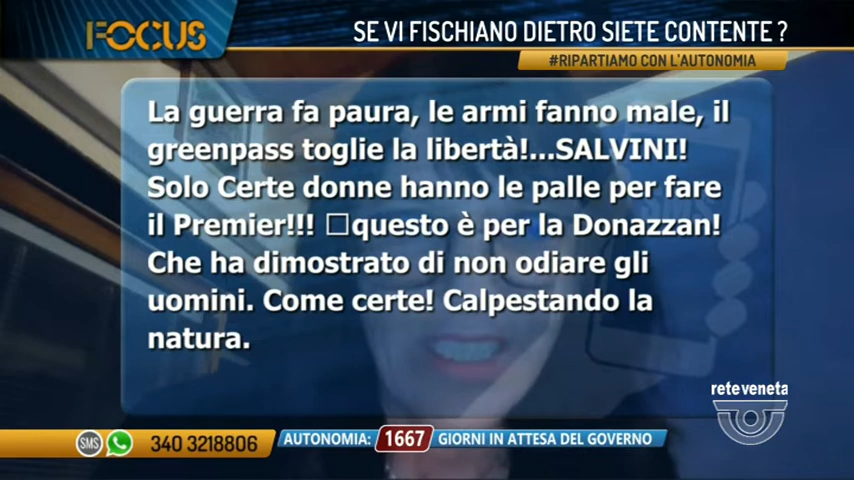 FOCUS
SE VI FISCHIANO DIETRO SIETE CONTENTE ?
#RIPARTIAMO CON L'AUTONOMIA
La guerra fa paura, le armi fanno male, il
greenpass toglie la libertà!...SALVINI!
Solo Certe donne hanno le palle per fare
il Premier!!! □questo è per la Donazzan!
Che ha dimostrato di non odiare gli
uomini. Come certe! Calpestando la
natura.
reteveneta
SMS 340 3218806
AUTONOMIA: 1667 GIORNI IN ATTESA DEL GOVERNO